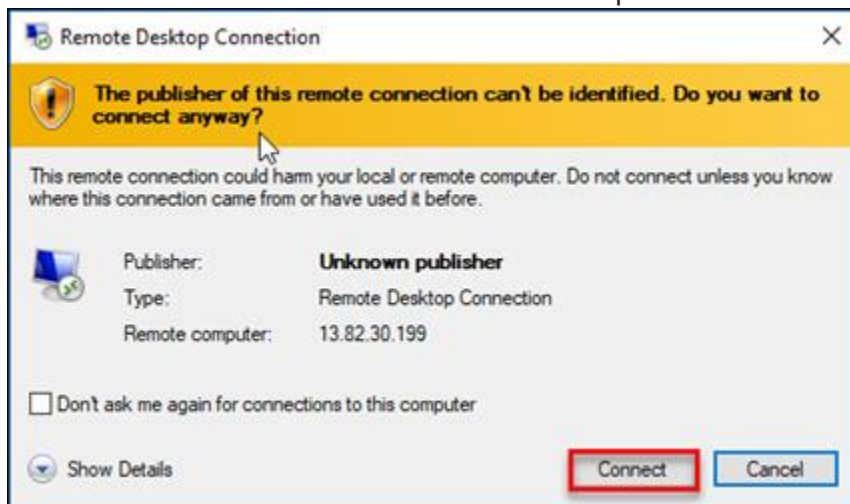 Remote Desktop Connection
The publisher of this remote connection can't be identified. Do you want to
connect anyway?
This remote connection could harm your local or remote computer. Do not connect unless you know
where this connection came from or have used it before.
Publisher: Unknown publisher
Type: Remote Desktop Connection
Remote computer: 13.82.30.199
Don't ask me again for connections to this computer
Show Details Connect Cancel